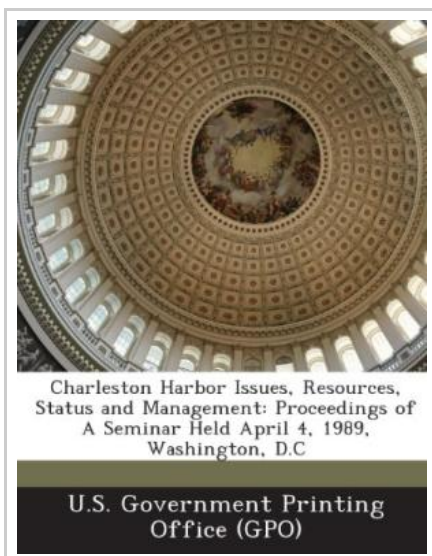 Charleston Harbor Issues, Resources,
Status and Management: Proceedings of
A Seminar Held April 4, 1989,
Washington, D.C
U.S. Government Printing
Office (GPO)